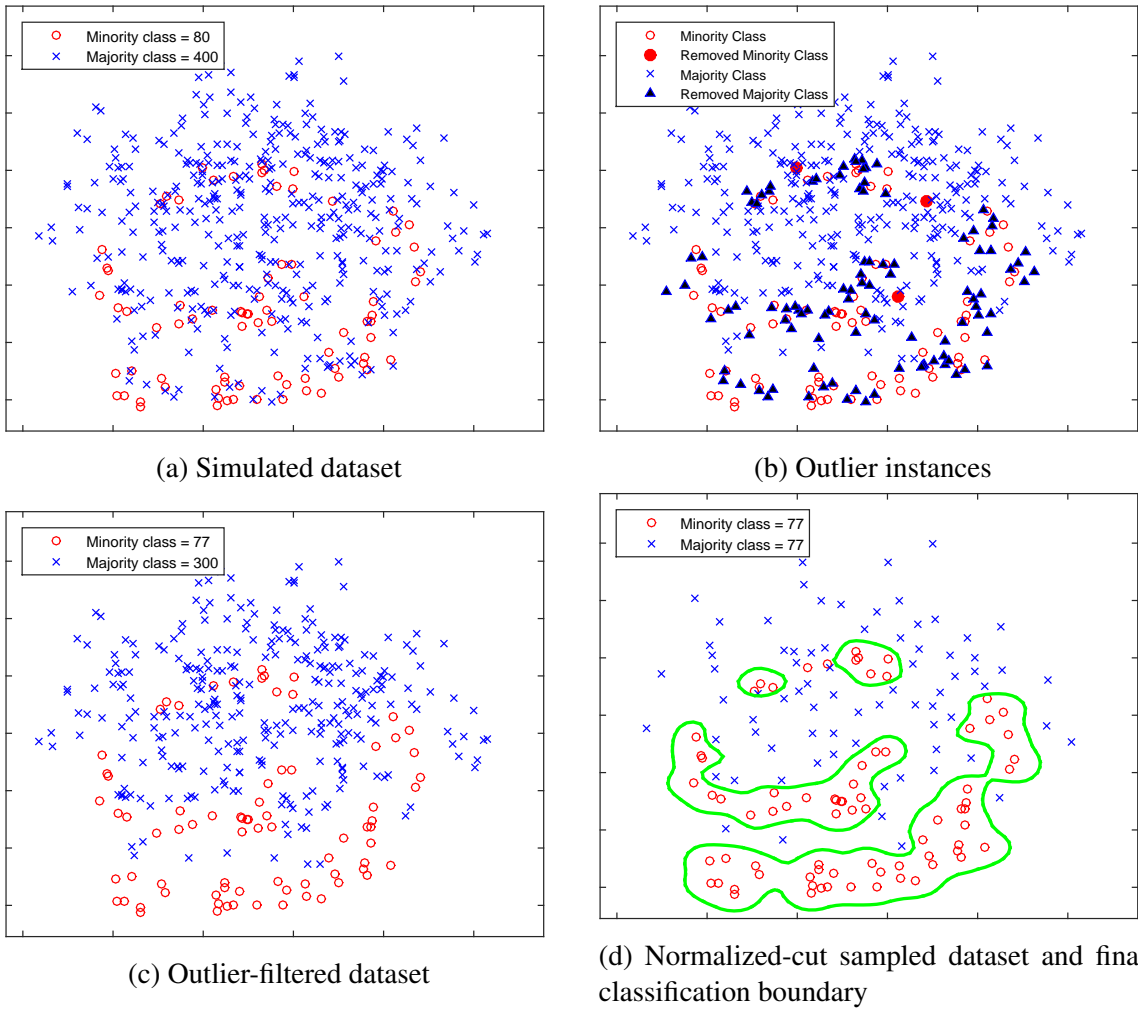 Minority class = 80
Majority class = 400
(a) Simulated dataset
Minority Class
Removed Minority Class
Majority Class
Removed Majority Class
(b) Outlier instances
Minority class = 77
Majority class = 300
(c) Outlier-filtered dataset
Minority class = 77
Majority class = 77
(d) Normalized-cut sampled dataset and fina
classification boundary